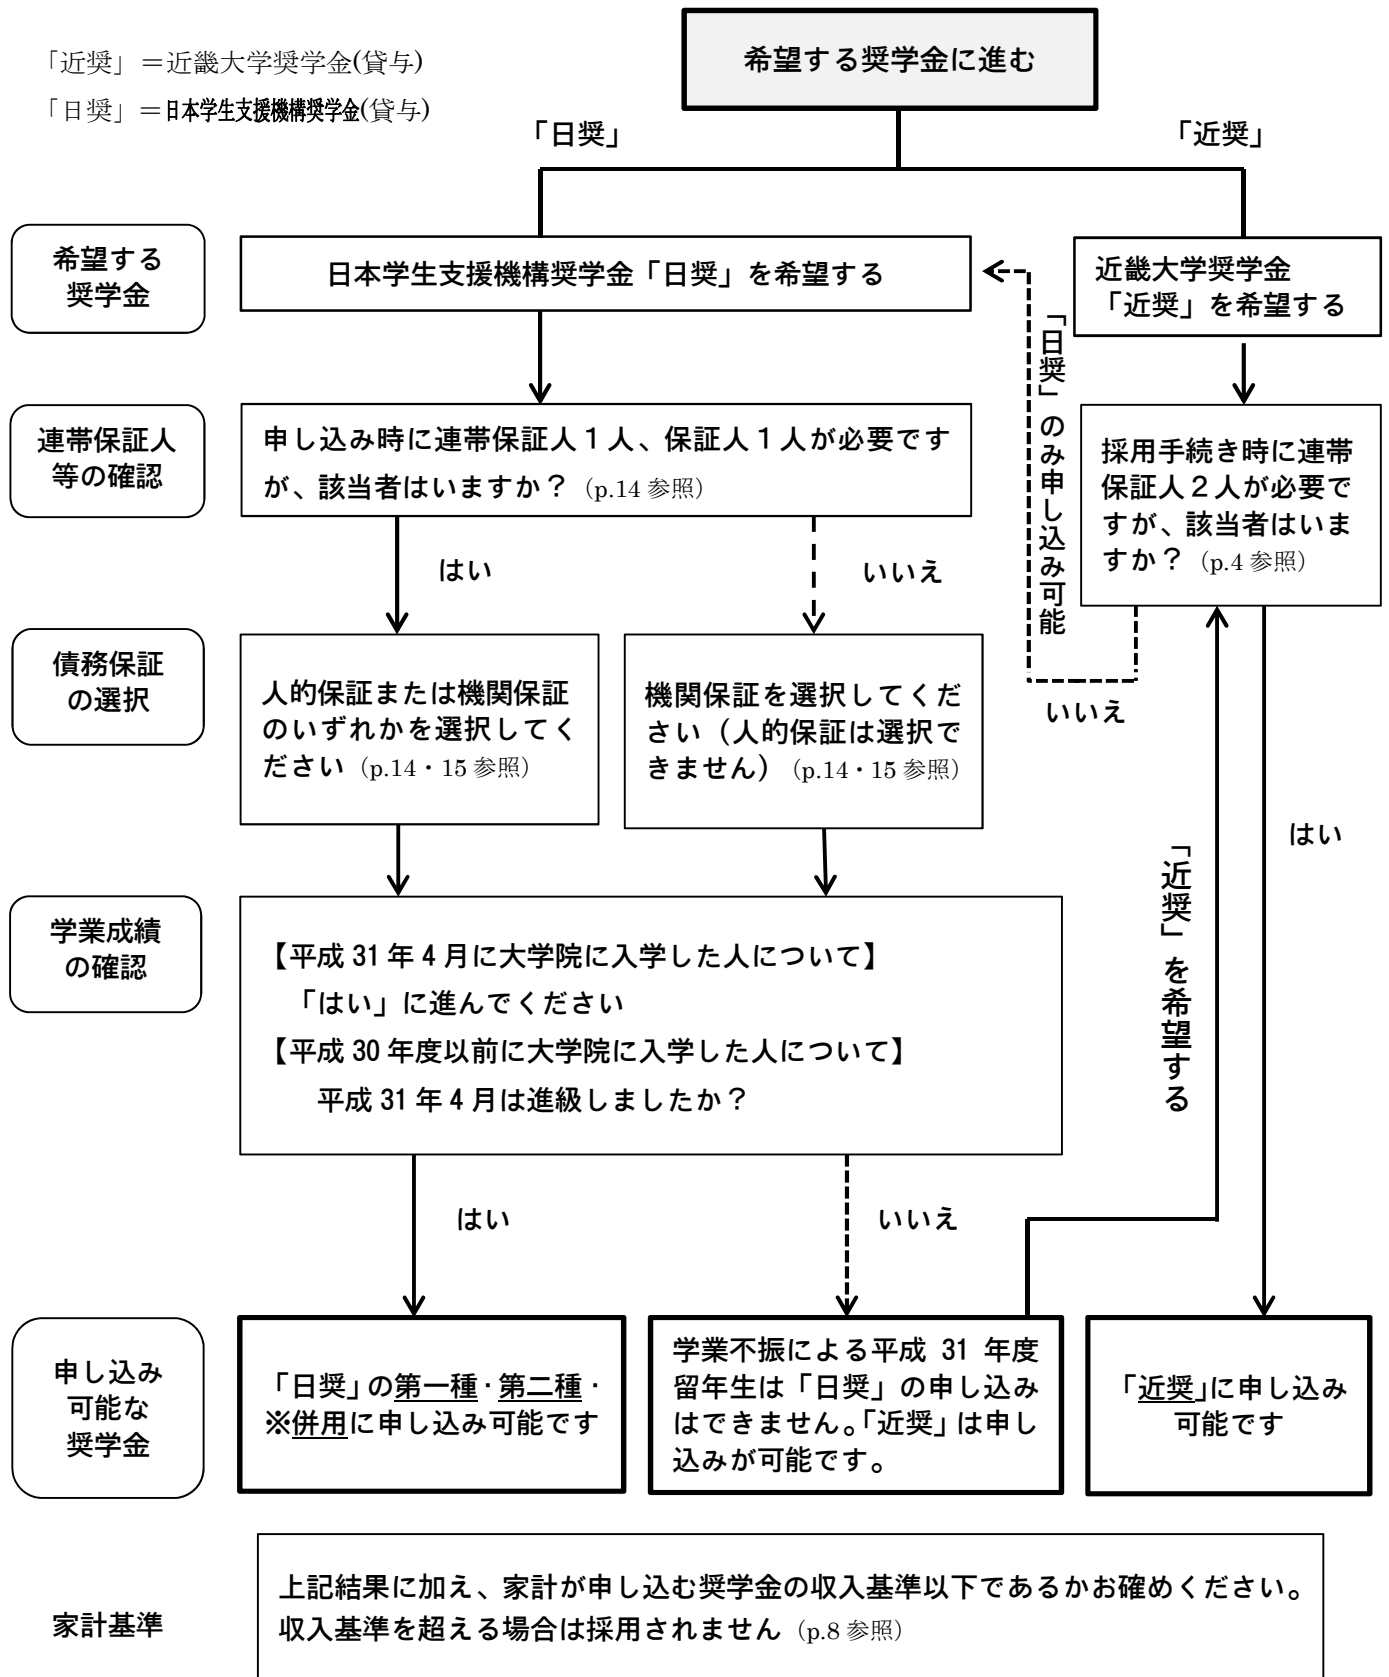 「近奨」＝近畿大学奨学金(貸与)
「日奨」＝日本学生支援機構奨学金(貸与)
希望する奨学金に進む
「日奨」
「近奨」
希望する
奨学金
日本学生支援機構奨学金「日奨」を希望する
近畿大学奨学金
「近奨」を希望する
「日奨」のみ申し込み可能
連帯保証人
等の確認
申し込み時に連帯保証人１人、保証人１人が必要です
が、該当者はいますか？（p.14 参照）
採用手続き時に連帯
保証人２人が必要で
すが、該当者はいま
すか？（p.4 参照）
はい
いいえ
債務保証
の選択
人的保証または機関保証
のいずれかを選択してく
ださい（p.14・15 参照）
機関保証を選択してくだ
さい（人的保証は選択で
きません）（p.14・15 参照）
いいえ
はい
「近奨」を希望する
学業成績
の確認
【平成 31 年 4 月に大学院に入学した人について】
「はい」に進んでください
【平成 30 年度以前に大学院に入学した人について】
平成 31 年 4 月は進級しましたか？
はい
いいえ
申し込み
可能な
奨学金
「日奨」の第一種・第二種・
※併用に申し込み可能です
学業不振による平成 31 年度
留年生は「日奨」の申し込み
はできません。「近奨」は申し
込みが可能です。
「近奨」に申し込み
可能です
家計基準
上記結果に加え、家計が申し込む奨学金の収入基準以下であるかお確めください。
収入基準を超える場合は採用されません（p.8 参照）